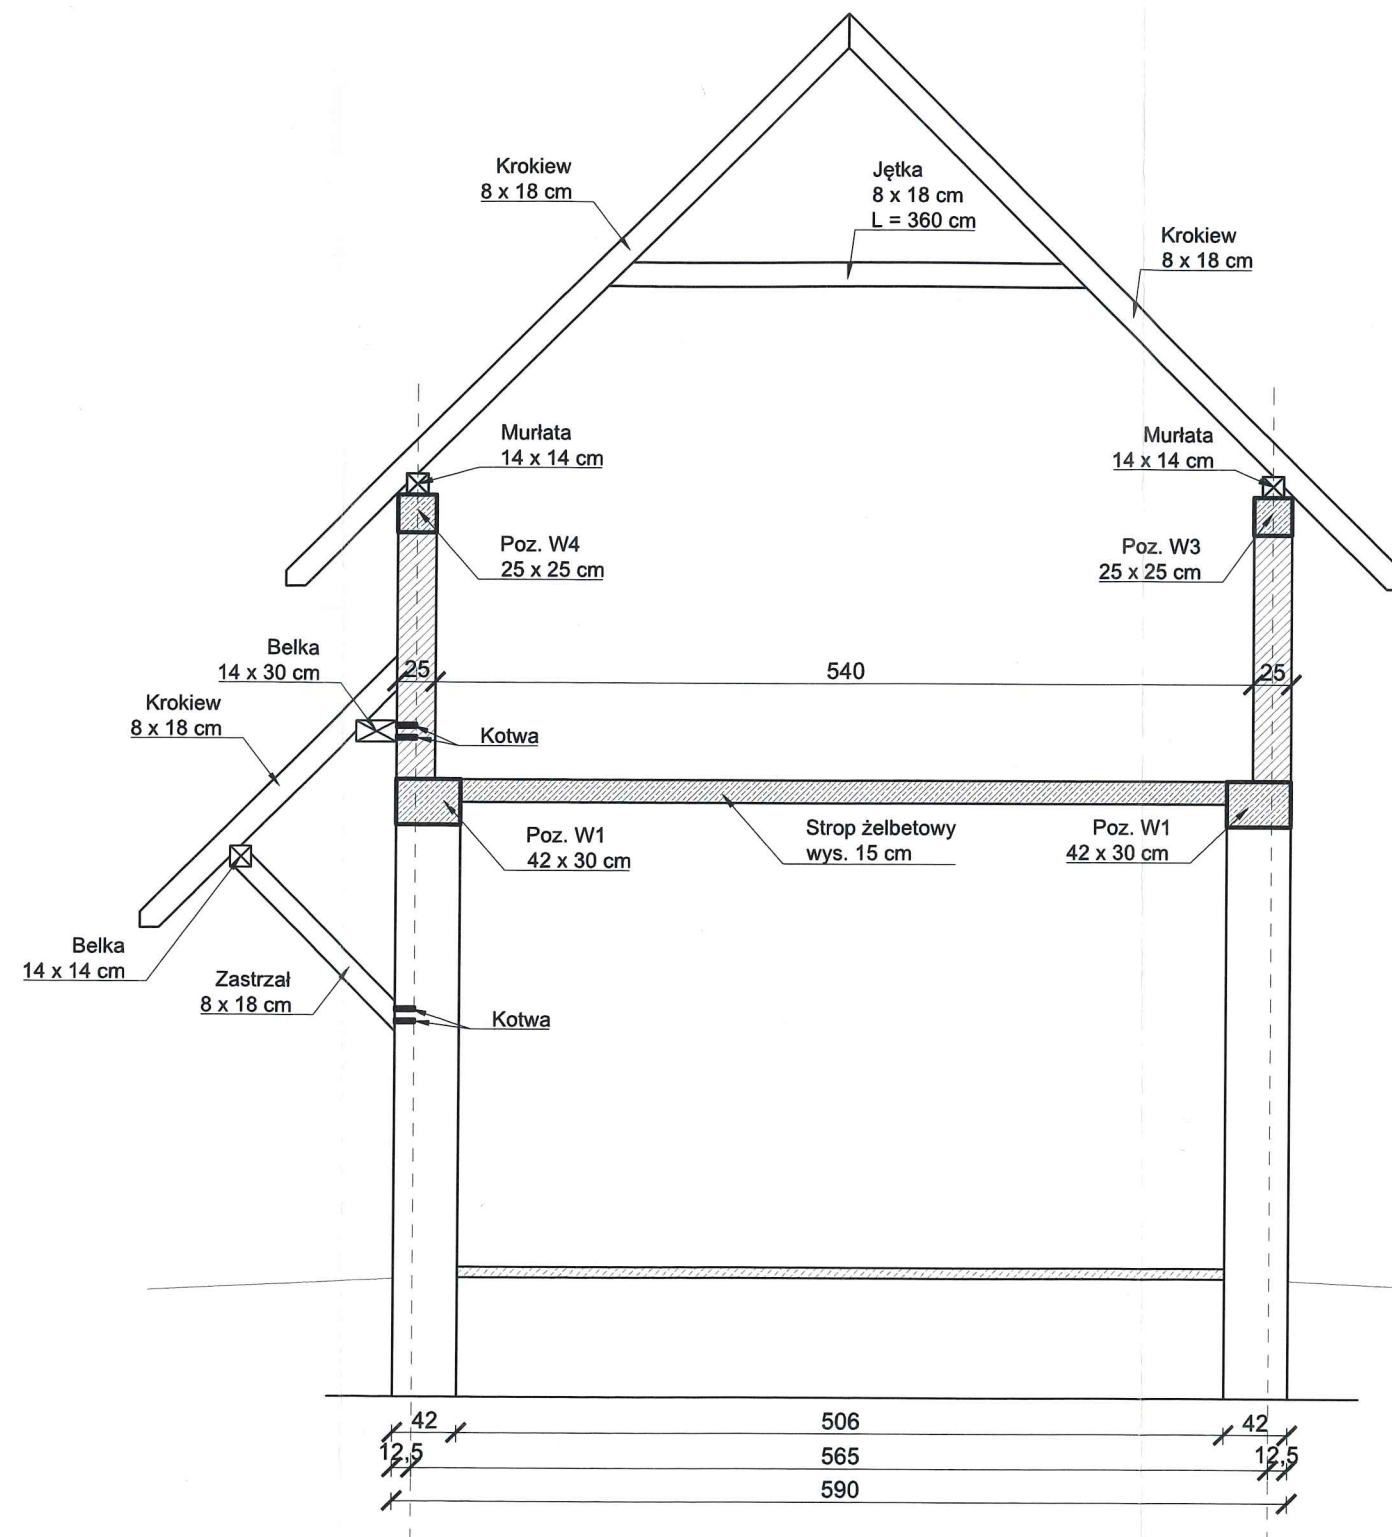 Krokiew
8 x 18 cm
Jętka
8 x 18 cm
L = 360 cm
Krokiew
8 x 18 cm
Murłata
14 x 14 cm
Murłata
14 x 14 cm
Poz. W4
25 x 25 cm
Poz. W3
25 x 25 cm
Belka
14 x 30 cm
25
540
25
Krokiew
8 x 18 cm
Kotwa
Poz. W1
42 x 30 cm
Strop żelbetowy
wys. 15 cm
Poz. W1
42 x 30 cm
Belka
14 x 14 cm
Zastrzał
8 x 18 cm
Kotwa
42
506
42
12,5
565
12,5
590